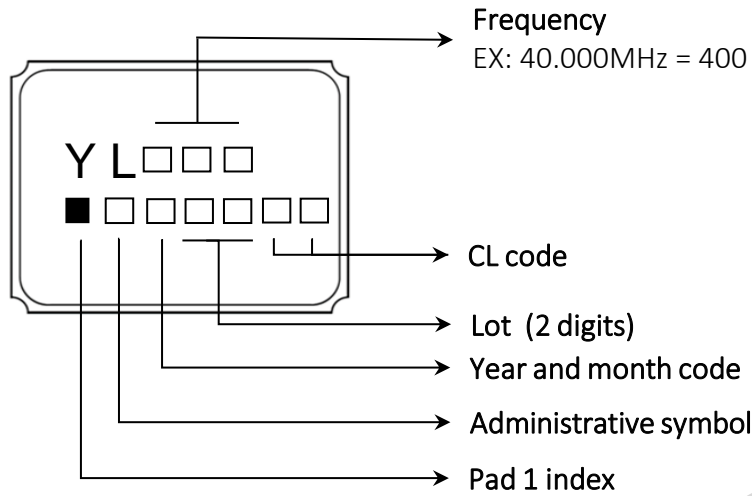 Frequency
EX: 40.000MHz = 400
Y L□□□
■□□□□□□
CL code
Lot (2 digits)
Year and month code
Administrative symbol
Pad 1 index